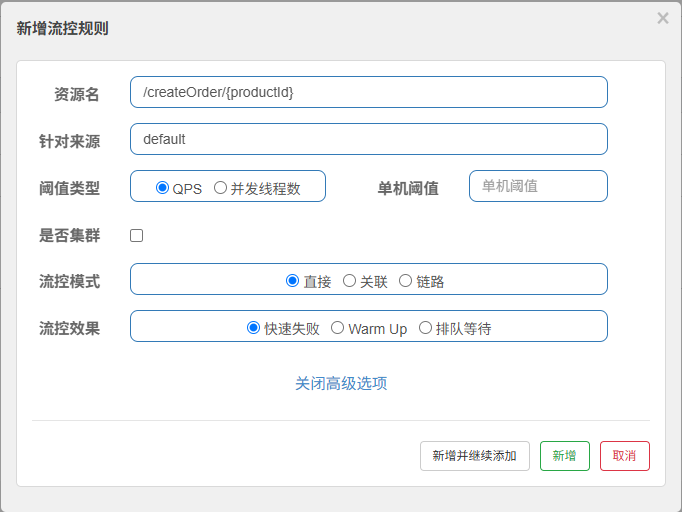 新增流控规则 ×
资源名 /createOrder/{productId}
针对来源 default
阈值类型 QPS 并发线程数 单机阈值 单机阈值
是否集群
流控模式 直接 关联 链路
流控效果 快速失败 Warm Up 排队等待
关闭高级选项
新增并继续添加 新增 取消